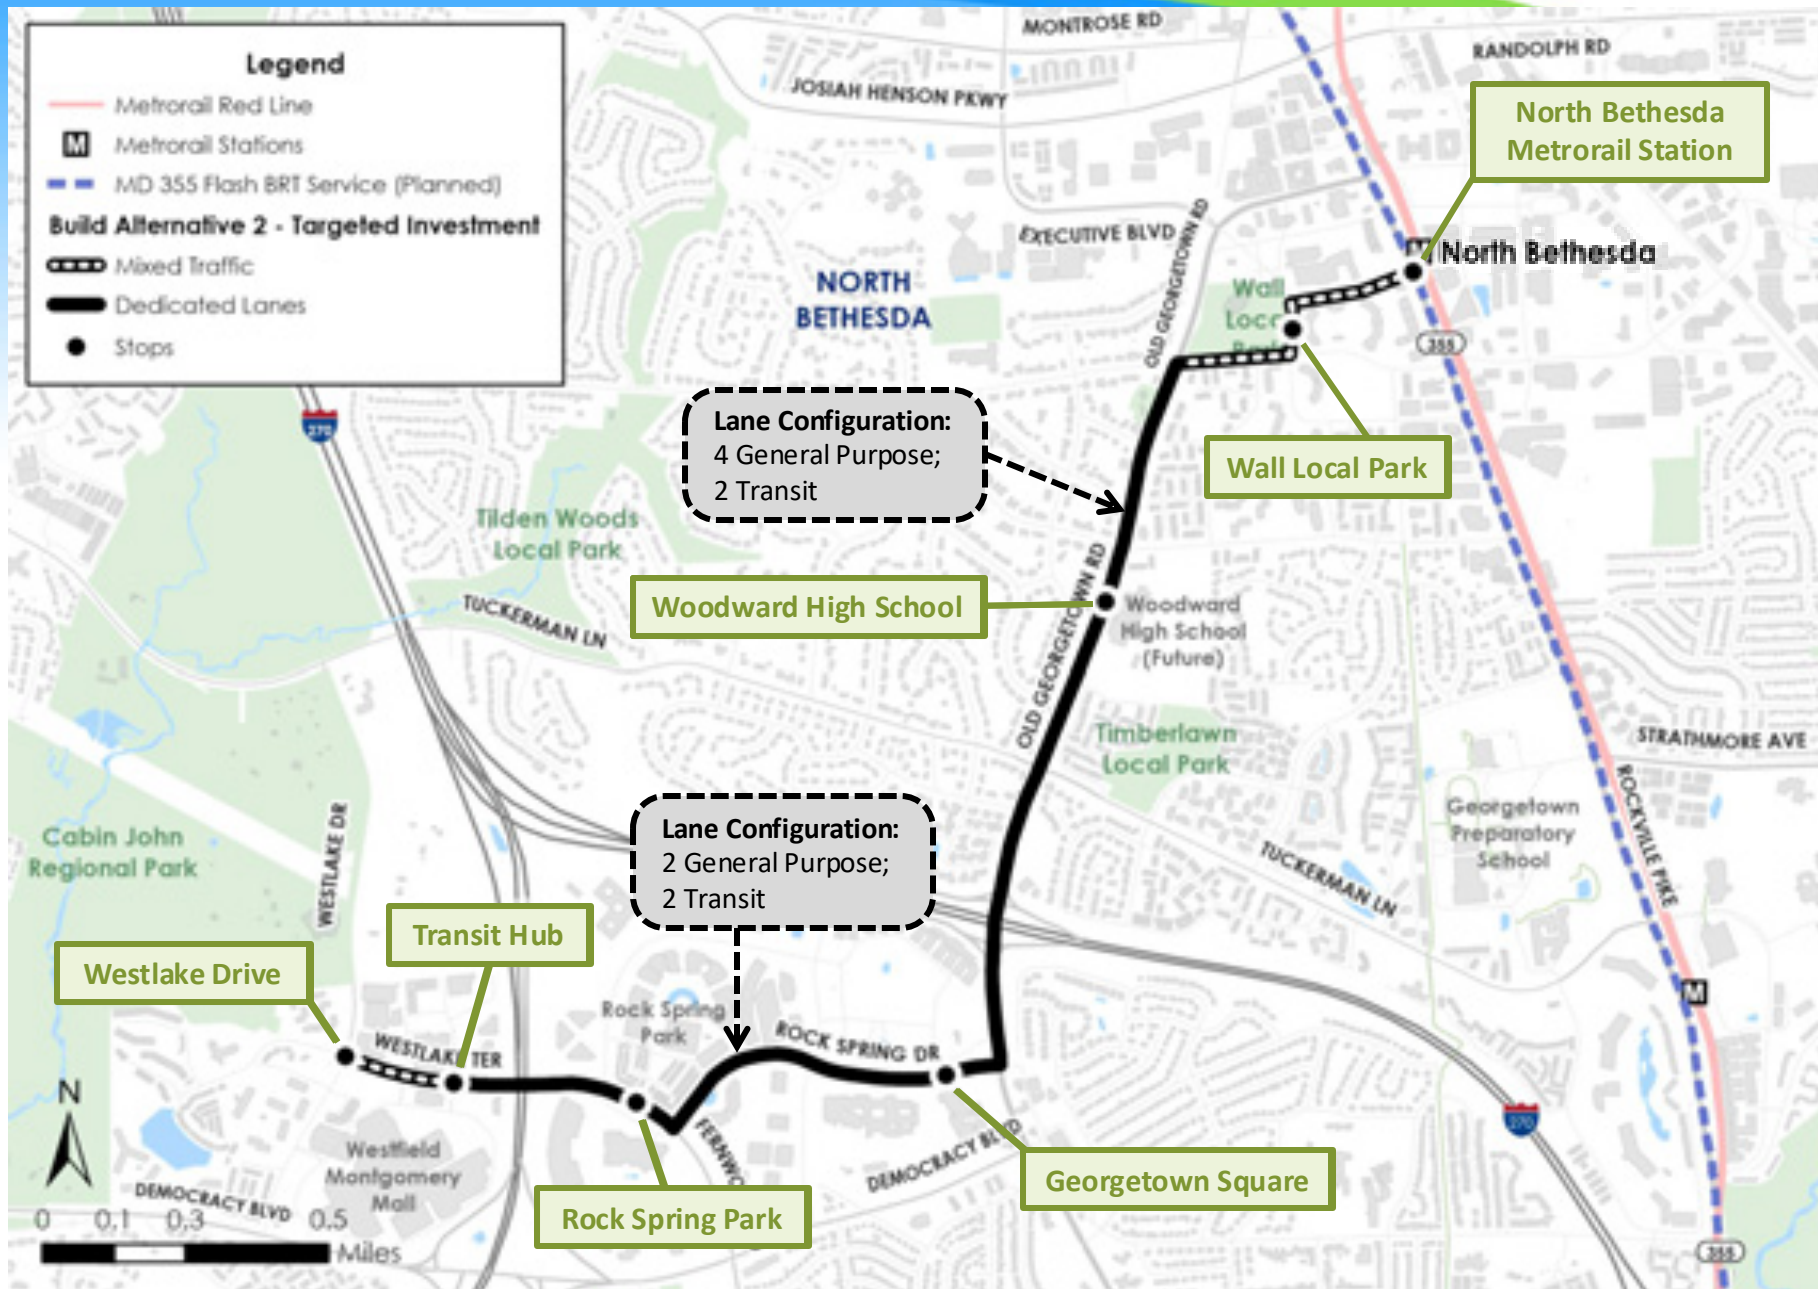 Legend
Metrorail Red Line
M
Metrorail Stations
MD 355 Flash BRT Service (Planned)
Build Alternative 2 - Targeted Investment
Mixed Traffic
Dedicated Lanes
Stops
MONTROSE RD
RANDOLPH RD
JOSIAH HENSON PKWY
North Bethesda
Metrorail Station
EXECUTIVE BLVD
OLD GEORGETOWN RD
North Bethesda
NORTH
BETHESDA
Wall
355
270
Lane Configuration:
4 General Purpose;
2 Transit
Wall Local Park
Tilden Woods
Local Park
TUCKERMAN LN
Woodward High School
OLD GEORGETOWN RD
Woodward
High School
(Future)
Timberlawn
Local Park
STRATHMORE AVE
ROCKVILLE PIKE
Georgetown
Preparatory
School
TUCKERMAN LN
Cabin John
Regional Park
WESTLAKE DR
Lane Configuration:
2 General Purpose;
2 Transit
Transit Hub
Westlake Drive
M
Rock Spring
Park
WESTLAKE TER
ROCK SPRING DR
N
270
DEMOCRACY BLVD
Westfield
Montgomery
Mall
Georgetown Square
Rock Spring Park
DEMOCRACY BLVD
0 0.1 0.3 0.5
Miles
355